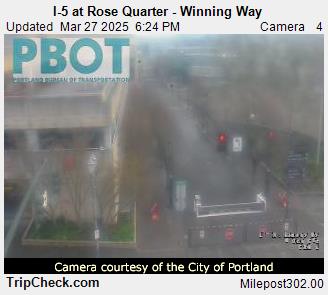 I-5 at Rose Quarter - Winning Way
Updated Mar 27 2025 6:24 PM Camera 4
PBOT
PORTLAND BUREAU OF TRANSPORTATION
Camera courtesy of the City of Portland
TripCheck.com Milepost302.00